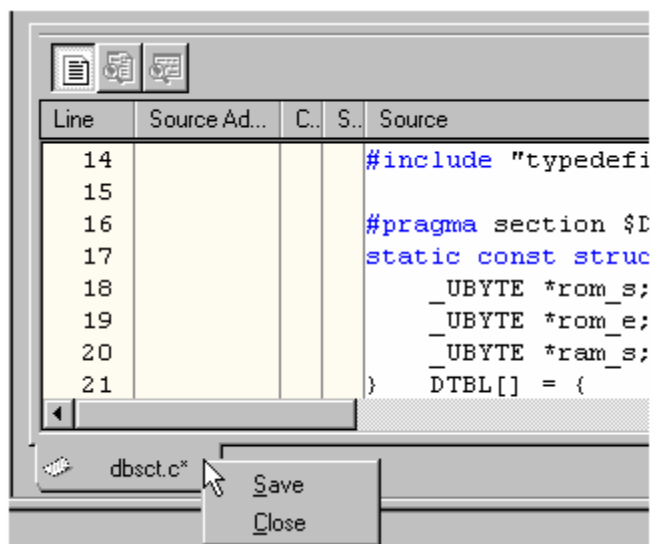 Line Source Ad... C.. S.. Source
14 #include "typedefi
15
16 #pragma section $D
17 static const struc
18 _UBYTE *rom_s;
19 _UBYTE *rom_e;
20 _UBYTE *ram_s;
21 } DTBL[] = {
dbsct.c*
Save
Close